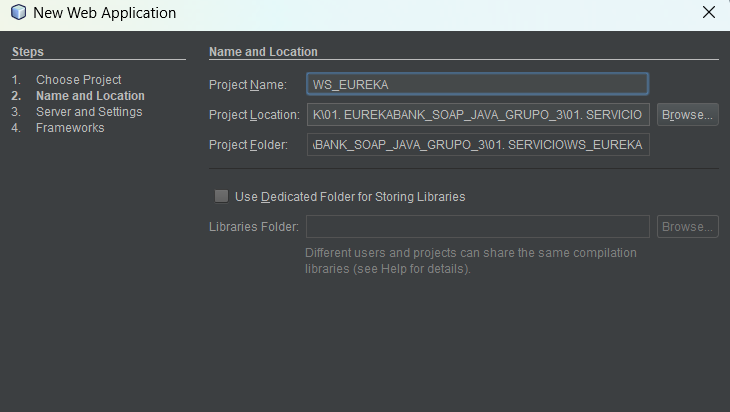 New Web Application
Steps
1. Choose Project
2. Name and Location
3. Server and Settings
4. Frameworks
Name and Location
Project Name: WS_EUREKA
Project Location: K\01. EUREKABANK_SOAP_JAVA_GRUPO_3\01. SERVICIO Browse...
Project Folder: \BANK_SOAP_JAVA_GRUPO_3\01. SERVICIO\WS_EUREKA
Use Dedicated Folder for Storing Libraries
Libraries Folder: Browse...
Different users and projects can share the same compilation
libraries (see Help for details).